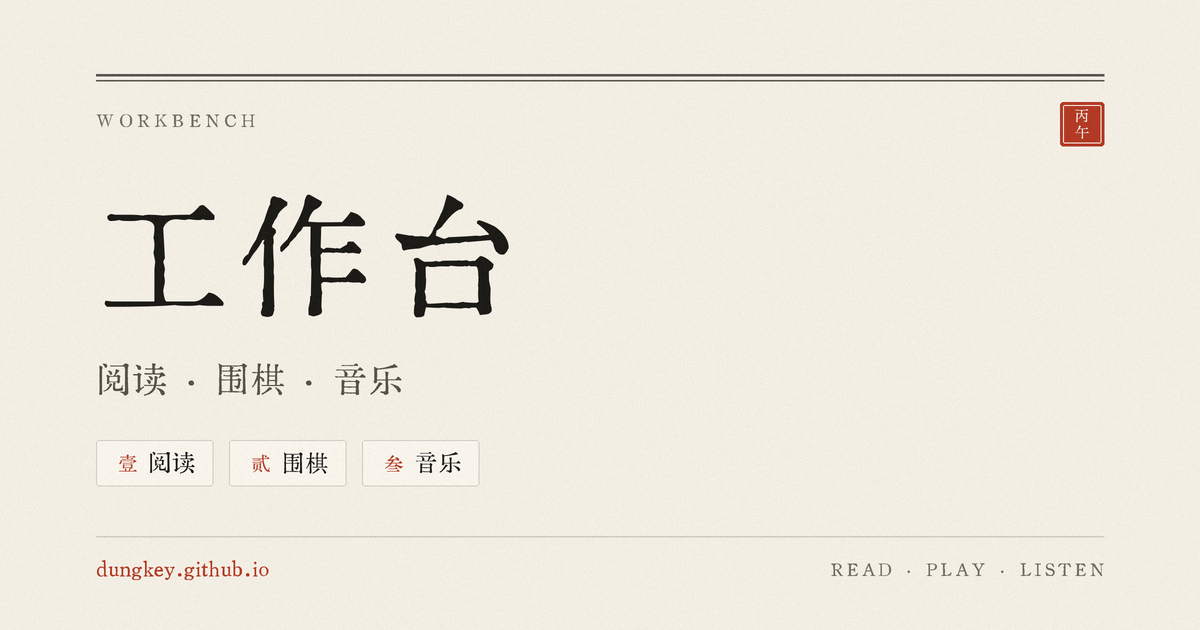 WORKBENCH
丙午
工作台
阅读 · 围棋 · 音乐
壹 阅读 贰 围棋 叁 音乐
dungkey.github.io
READ · PLAY · LISTEN